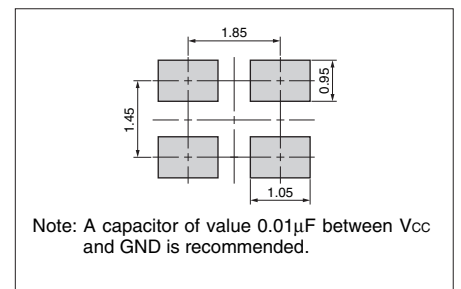 1.85
0.95
1.45
1.05
Note: A capacitor of value 0.01μF between Vcc
and GND is recommended.